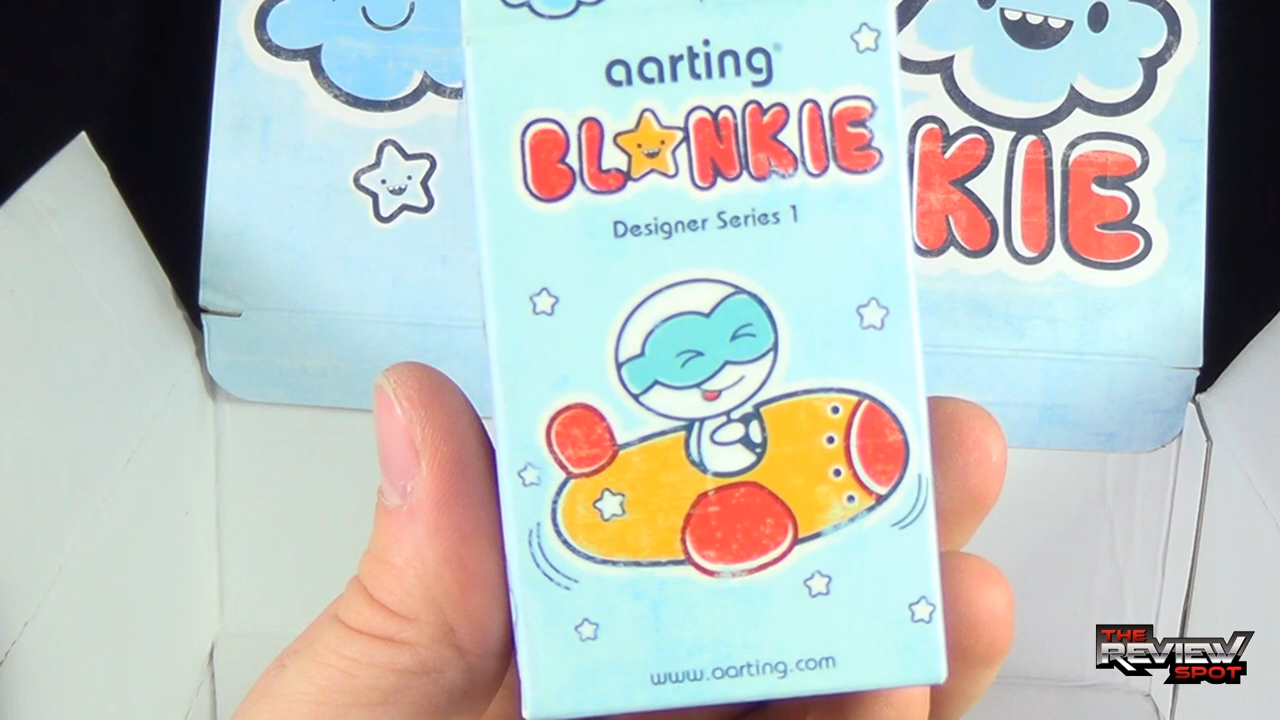 aarting®
BLANKIE
Designer Series 1
www.aarting.com
KIE
THE
REVIEW
SPOT